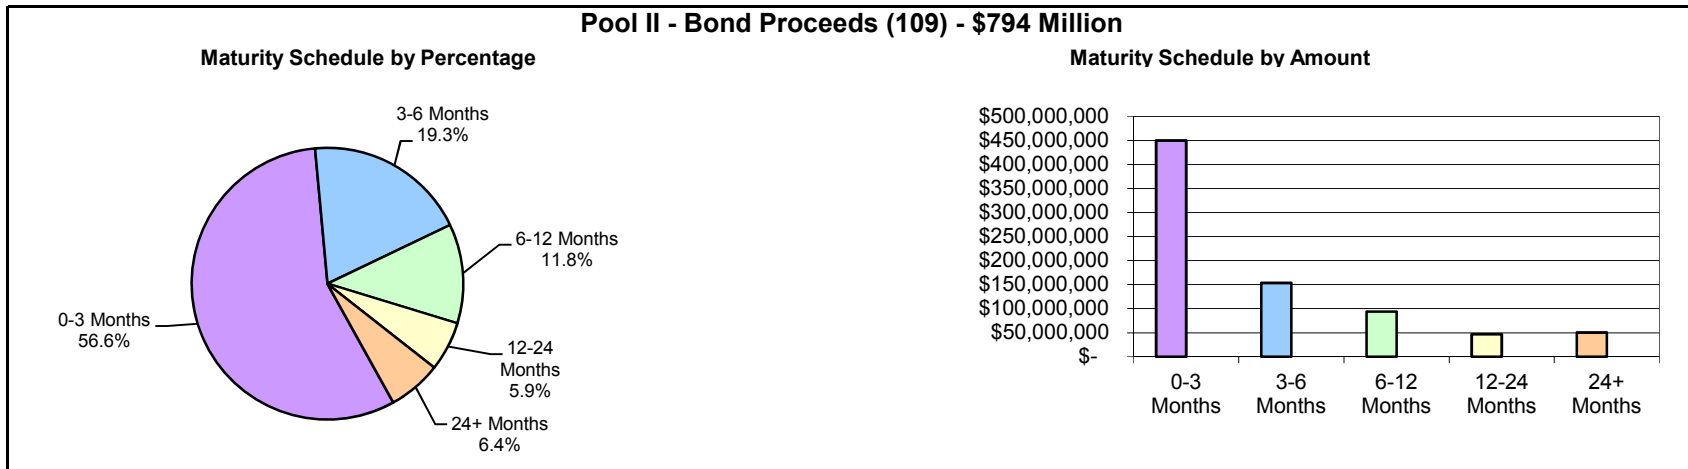 Pool II - Bond Proceeds (109) - $794 Million
Maturity Schedule by Percentage
3-6 Months
19.3%
6-12 Months
11.8%
0-3 Months
56.6%
12-24
Months
5.9%
24+ Months
6.4%
Maturity Schedule by Amount
$500,000,000
$450,000,000
$400,000,000
$350,000,000
$300,000,000
$250,000,000
$200,000,000
$150,000,000
$100,000,000
$50,000,000
$-
0-3 3-6 6-12 12-24 24+
Months Months Months Months Months